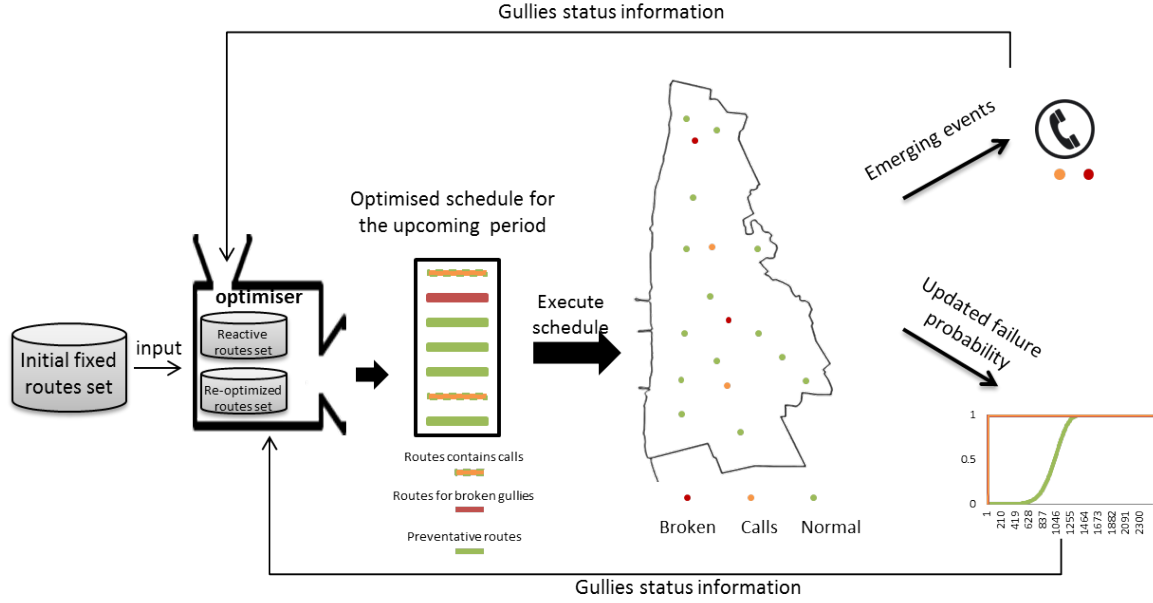 Gullies status information
Emerging events
Optimised schedule for
the upcoming period
optimiser
Reactive
routes set
Re-optimized
routes set
Initial fixed
routes set
input
Execute
schedule
Updated failure
probability
Routes contains calls
Routes for broken gullies
Preventative routes
Broken
Calls
Normal
1
0.5
0
1
210
419
628
837
1046
1255
1464
1673
1882
2091
2300
Gullies status information